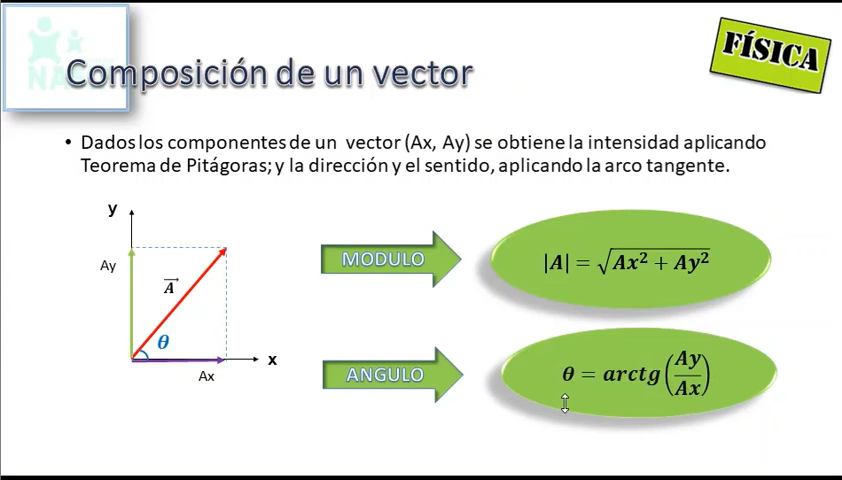 FÍSICA
Composición de un vector
• Dados los componentes de un vector (Ax, Ay) se obtiene la intensidad aplicando
Teorema de Pitágoras; y la dirección y el sentido, aplicando la arco tangente.
y
Ay
A⃗
θ
x
Ax
MODULO
|A| = √(Ax² + Ay²)
ANGULO
θ = arctg(Ay/Ax)